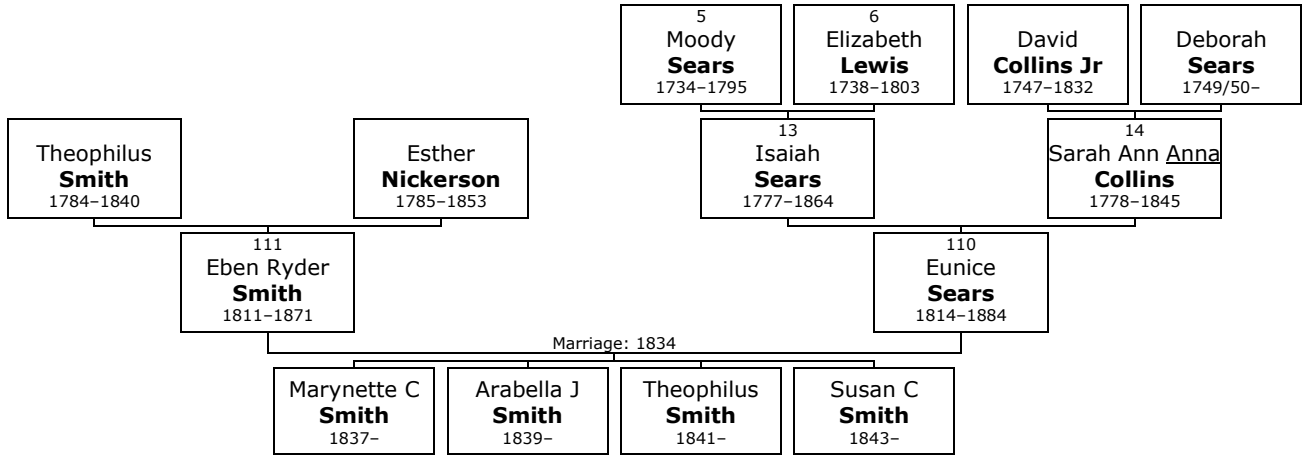 5
Moody
Sears
1734–1795
6
Elizabeth
Lewis
1738–1803
David
Collins Jr
1747–1832
Deborah
Sears
1749/50–
Theophilus
Smith
1784–1840
Esther
Nickerson
1785–1853
13
Isaiah
Sears
1777–1864
14
Sarah Ann Anna
Collins
1778–1845
111
Eben Ryder
Smith
1811–1871
110
Eunice
Sears
1814–1884
Marriage: 1834
Marynette C
Smith
1837–
Arabella J
Smith
1839–
Theophilus
Smith
1841–
Susan C
Smith
1843–